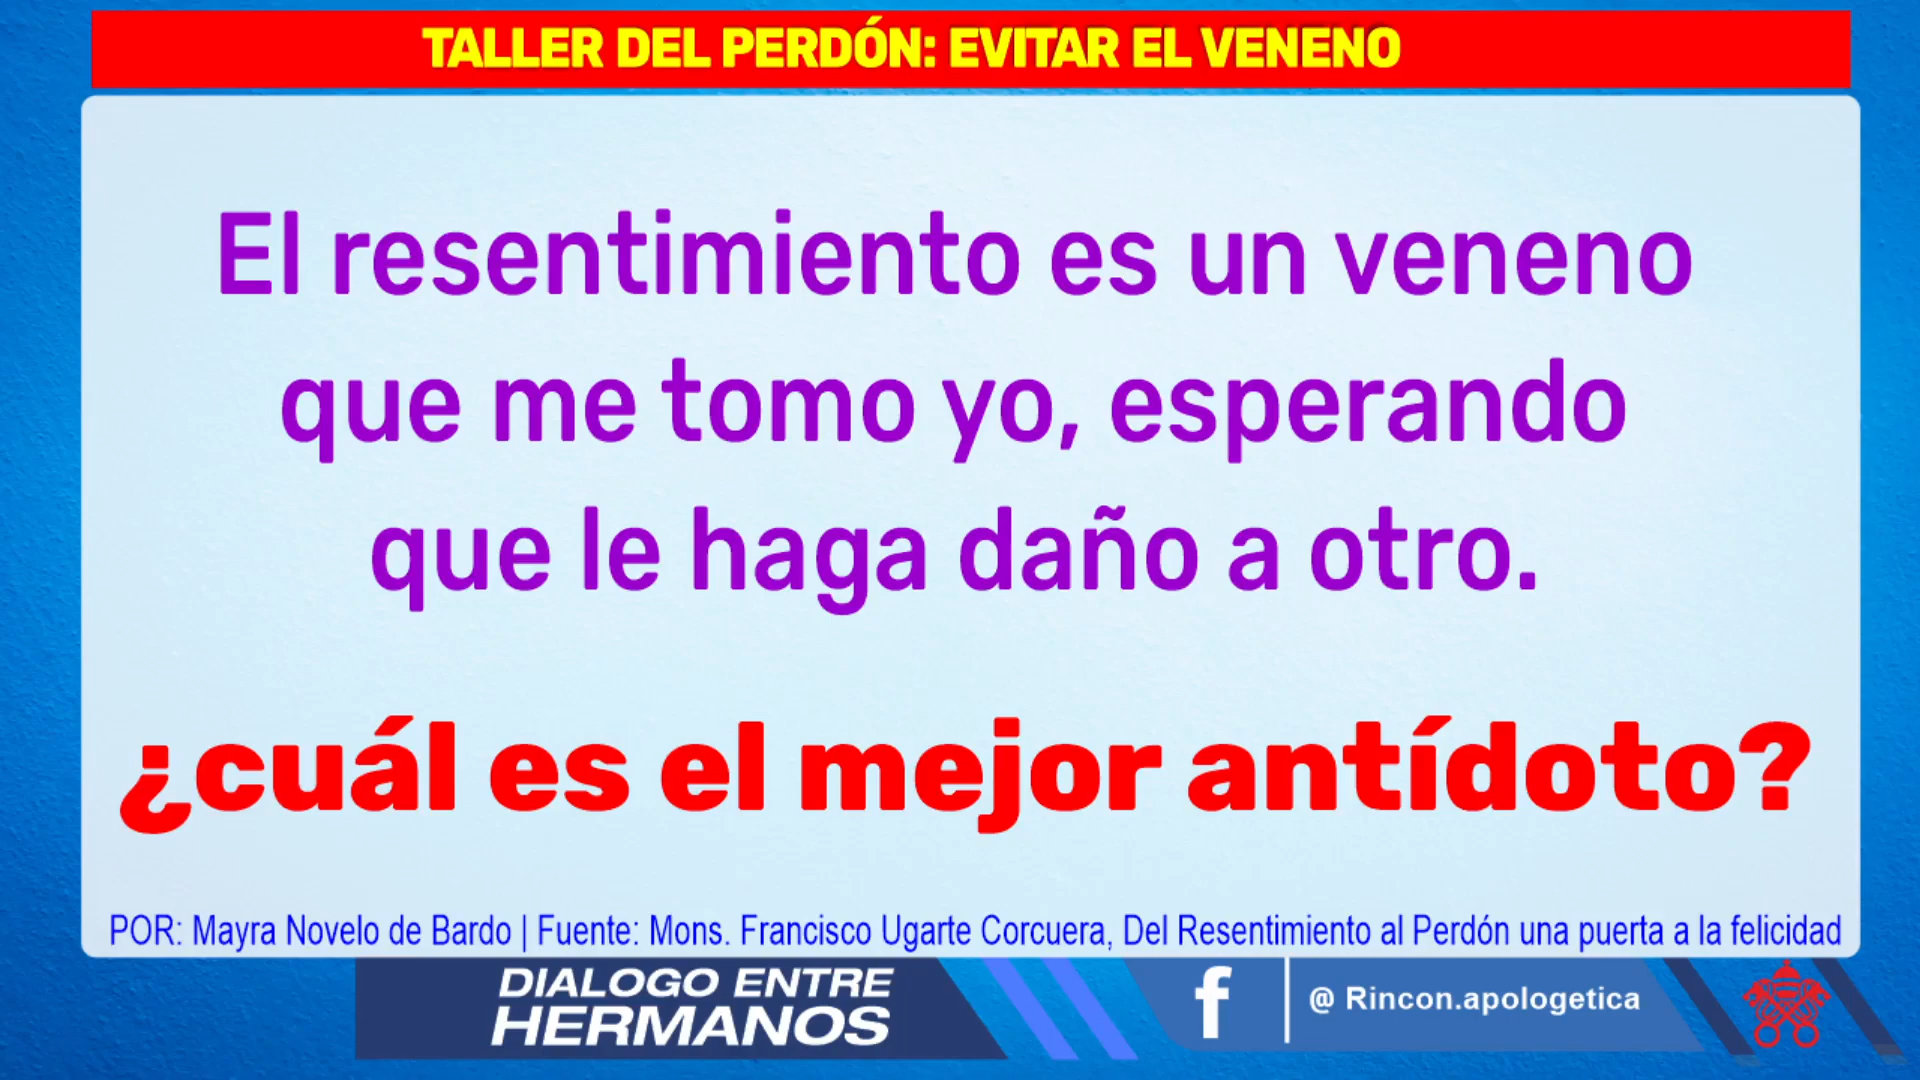 TALLER DEL PERDÓN: EVITAR EL VENENO
El resentimiento es un veneno
que me tomo yo, esperando
que le haga daño a otro.
¿cuál es el mejor antídoto?
POR: Mayra Novelo de Bardo | Fuente: Mons. Francisco Ugarte Corcuera, Del Resentimiento al Perdón una puerta a la felicidad
DIALOGO ENTRE
HERMANOS
f | @ Rincon.apologetica